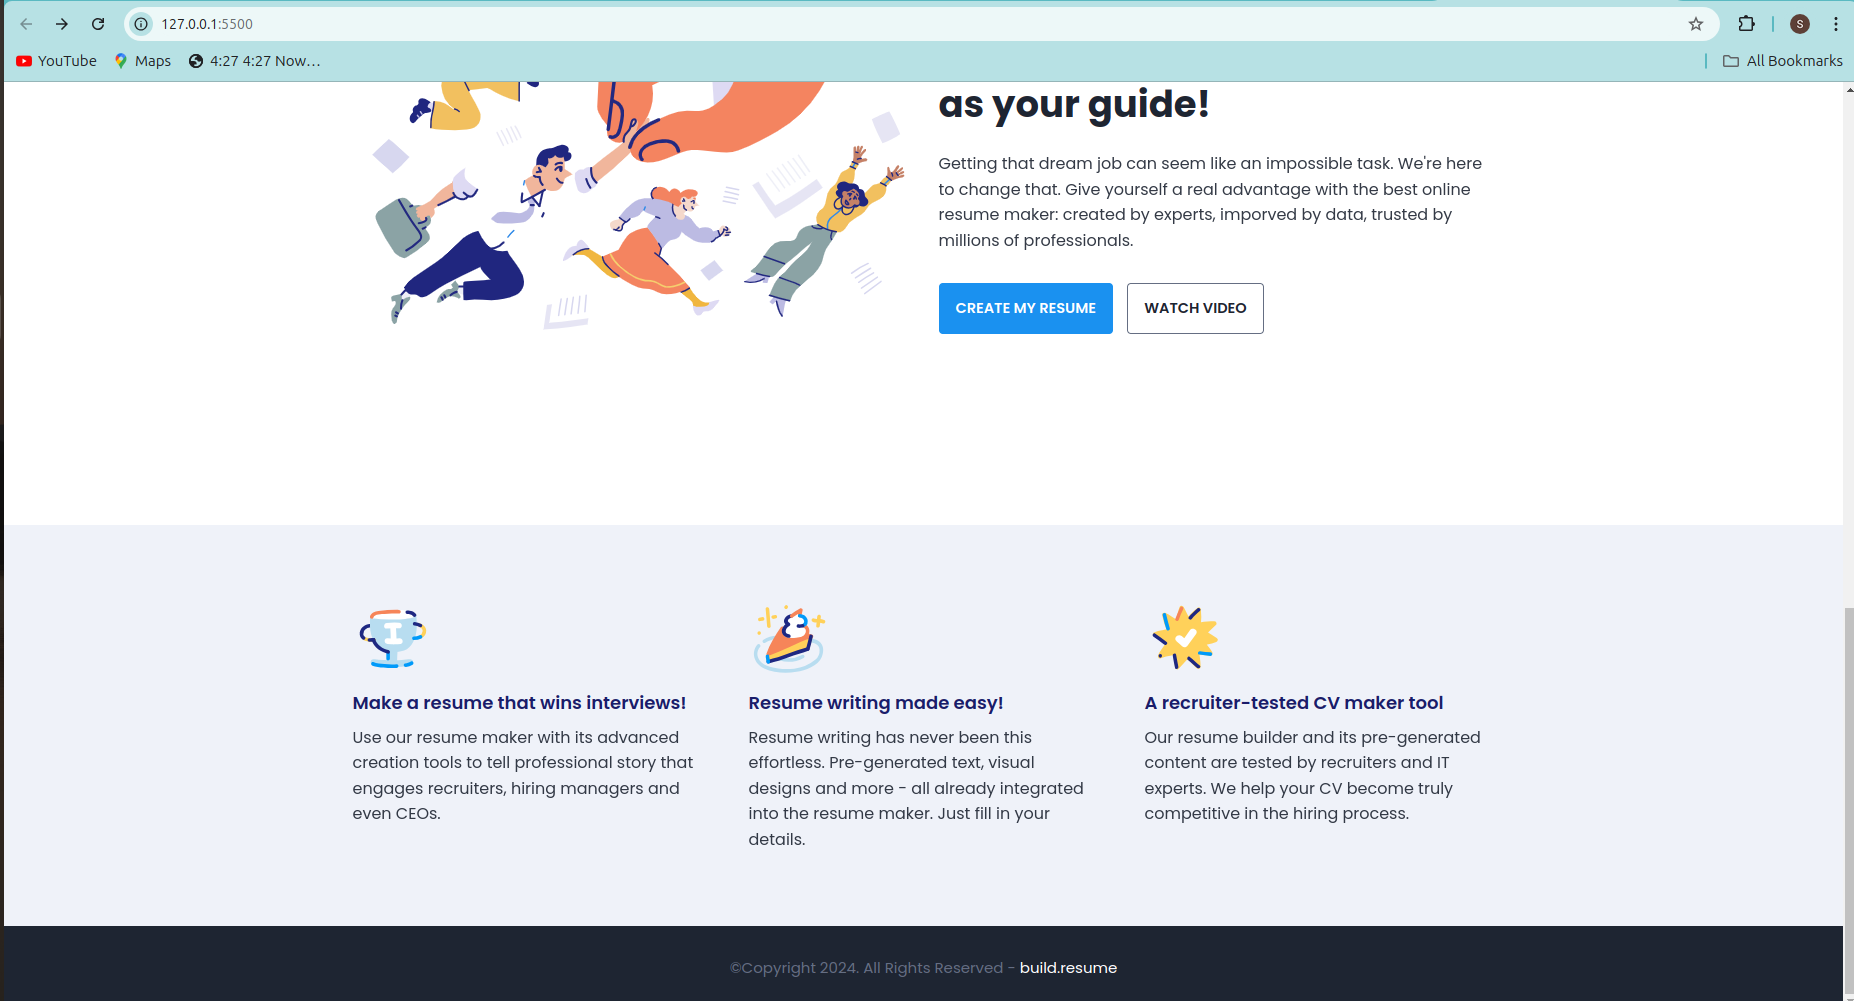 127.0.0.1:5500
S
YouTube
Maps
4:27 4:27 Now...
All Bookmarks
as your guide!
Getting that dream job can seem like an impossible task. We're here
to change that. Give yourself a real advantage with the best online
resume maker: created by experts, imporved by data, trusted by
millions of professionals.
CREATE MY RESUME
WATCH VIDEO
Make a resume that wins interviews!
Use our resume maker with its advanced
creation tools to tell professional story that
engages recruiters, hiring managers and
even CEOs.
Resume writing made easy!
Resume writing has never been this
effortless. Pre-generated text, visual
designs and more - all already integrated
into the resume maker. Just fill in your
details.
A recruiter-tested CV maker tool
Our resume builder and its pre-generated
content are tested by recruiters and IT
experts. We help your CV become truly
competitive in the hiring process.
©Copyright 2024. All Rights Reserved - build.resume